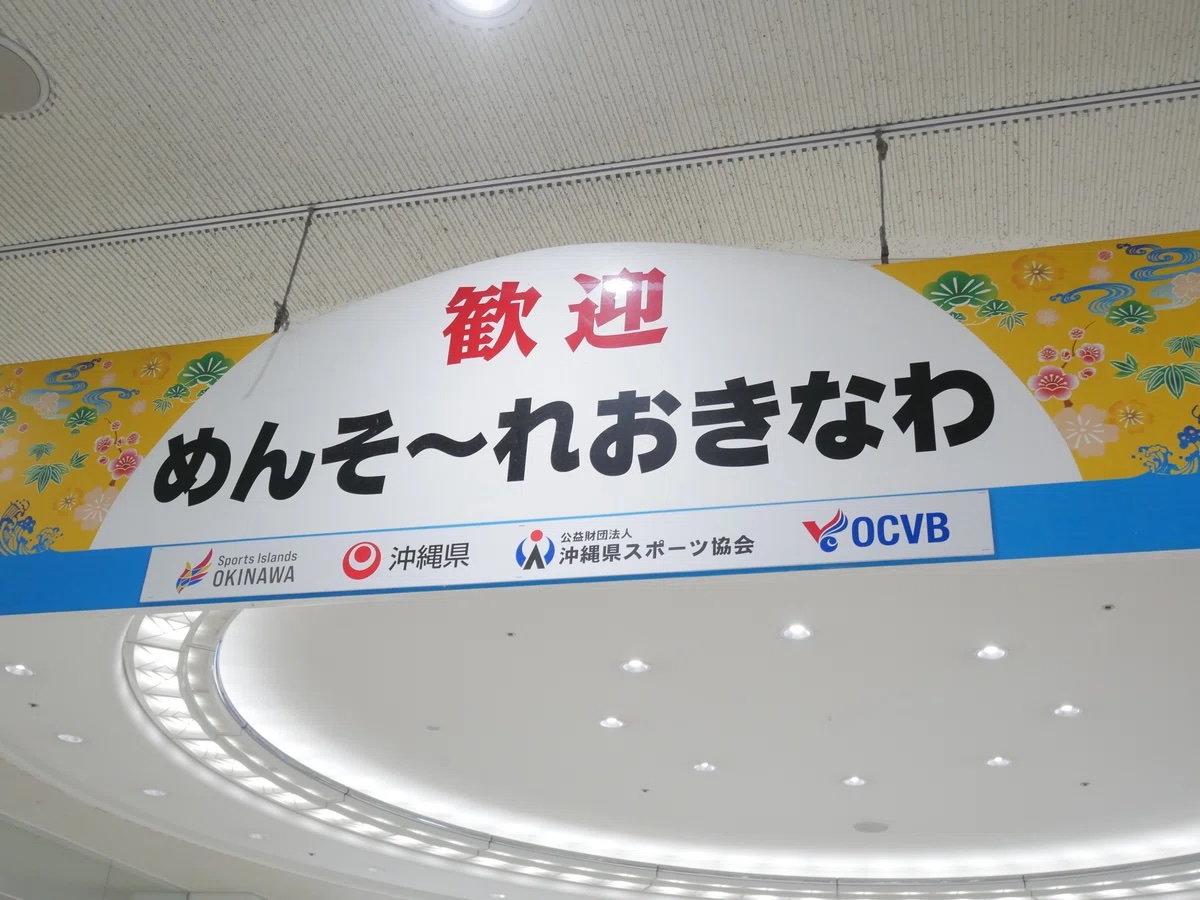 歓迎
めんそ～れおきなわ
Sports Islands
OKINAWA
沖縄県
公益財団法人
沖縄県スポーツ協会
OCVB